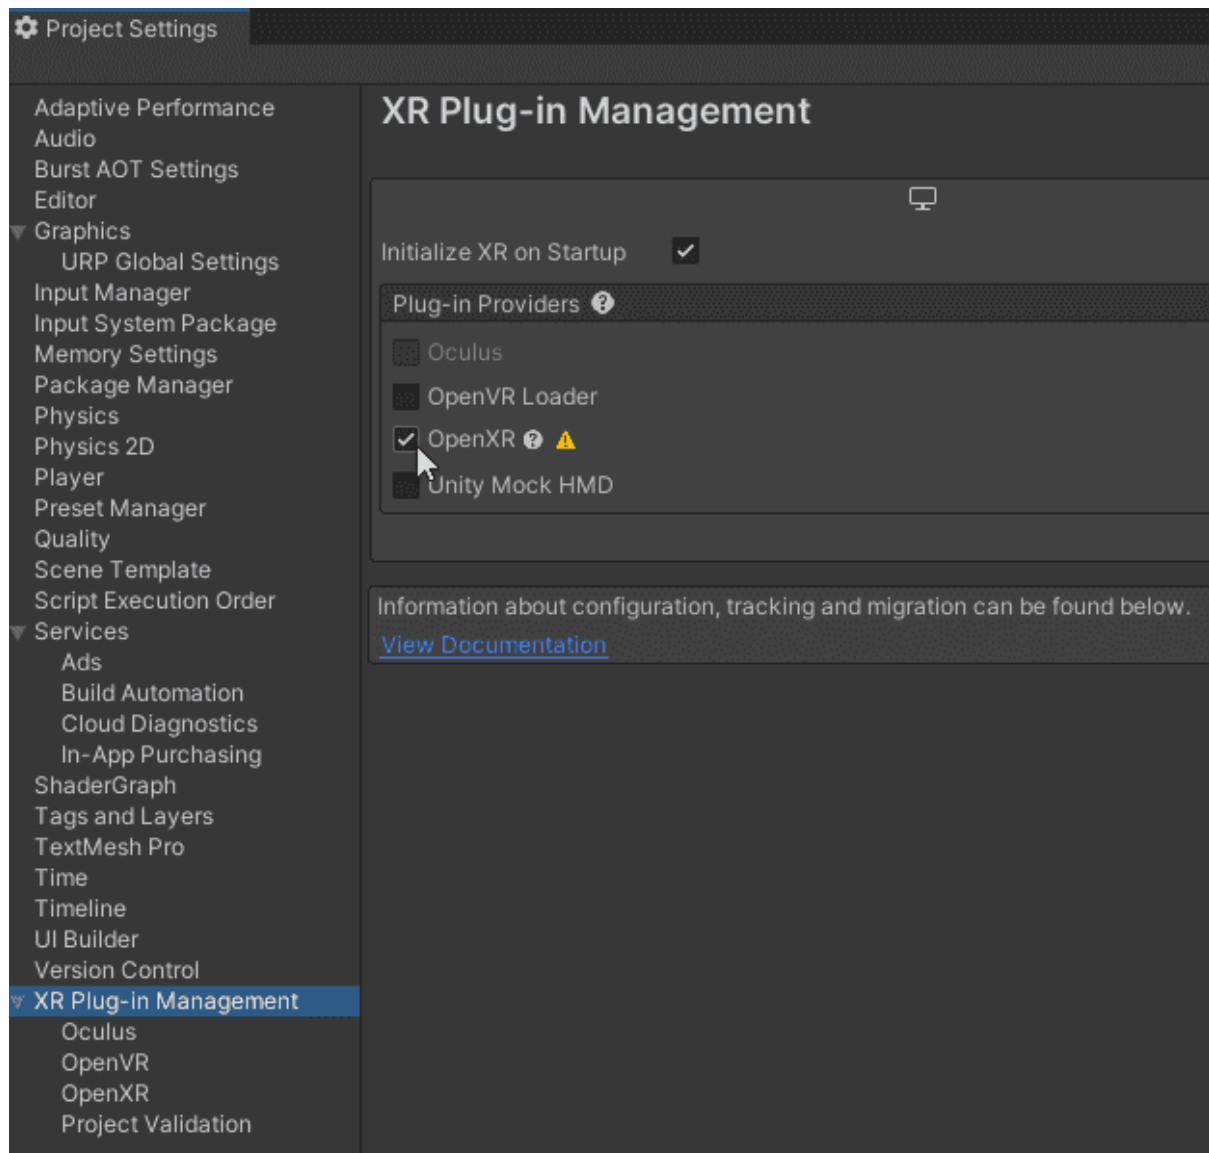 Project Settings
Adaptive Performance
Audio
Burst AOT Settings
Editor
Graphics
URP Global Settings
Input Manager
Input System Package
Memory Settings
Package Manager
Physics
Physics 2D
Player
Preset Manager
Quality
Scene Template
Script Execution Order
Services
Ads
Build Automation
Cloud Diagnostics
In-App Purchasing
ShaderGraph
Tags and Layers
TextMesh Pro
Time
Timeline
UI Builder
Version Control
XR Plug-in Management
Oculus
OpenVR
OpenXR
Project Validation
XR Plug-in Management
Initialize XR on Startup
Plug-in Providers
Oculus
OpenVR Loader
OpenXR
Unity Mock HMD
Information about configuration, tracking and migration can be found below.
View Documentation